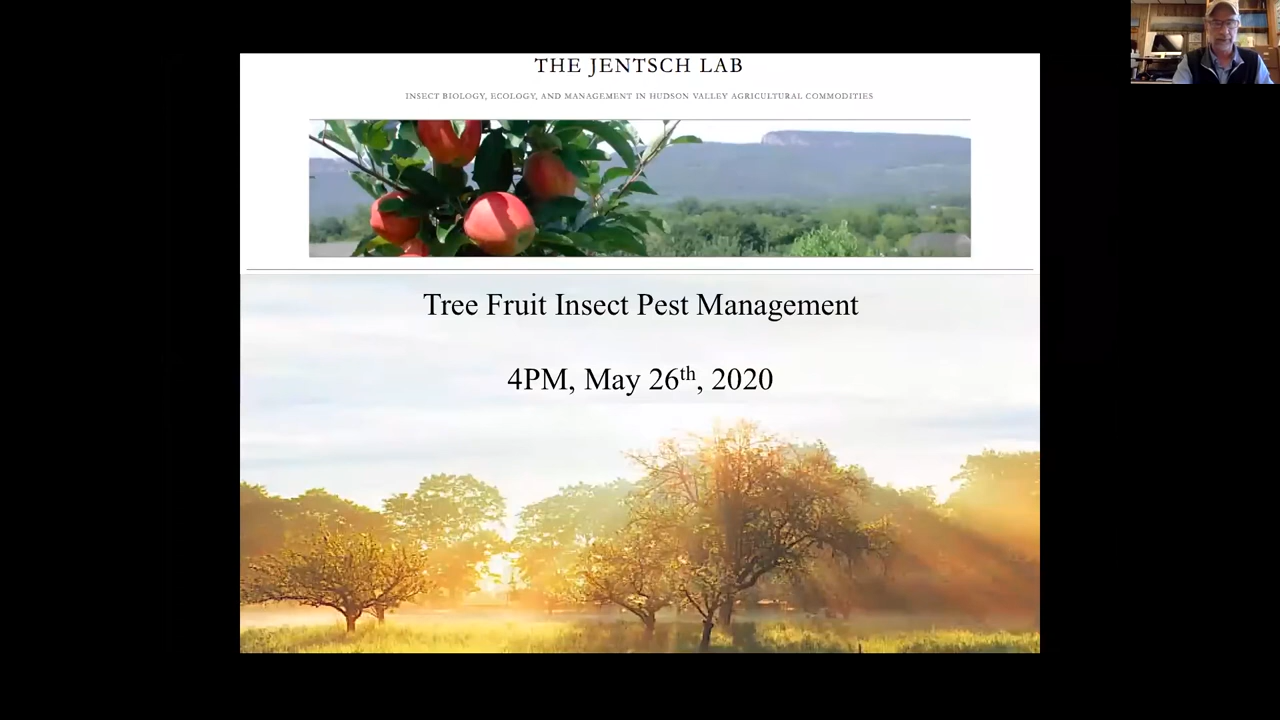 THE JENTSCH LAB
INSECT BIOLOGY, ECOLOGY, AND MANAGEMENT IN HUDSON VALLEY AGRICULTURAL COMMODITIES
Tree Fruit Insect Pest Management
4PM, May 26th, 2020